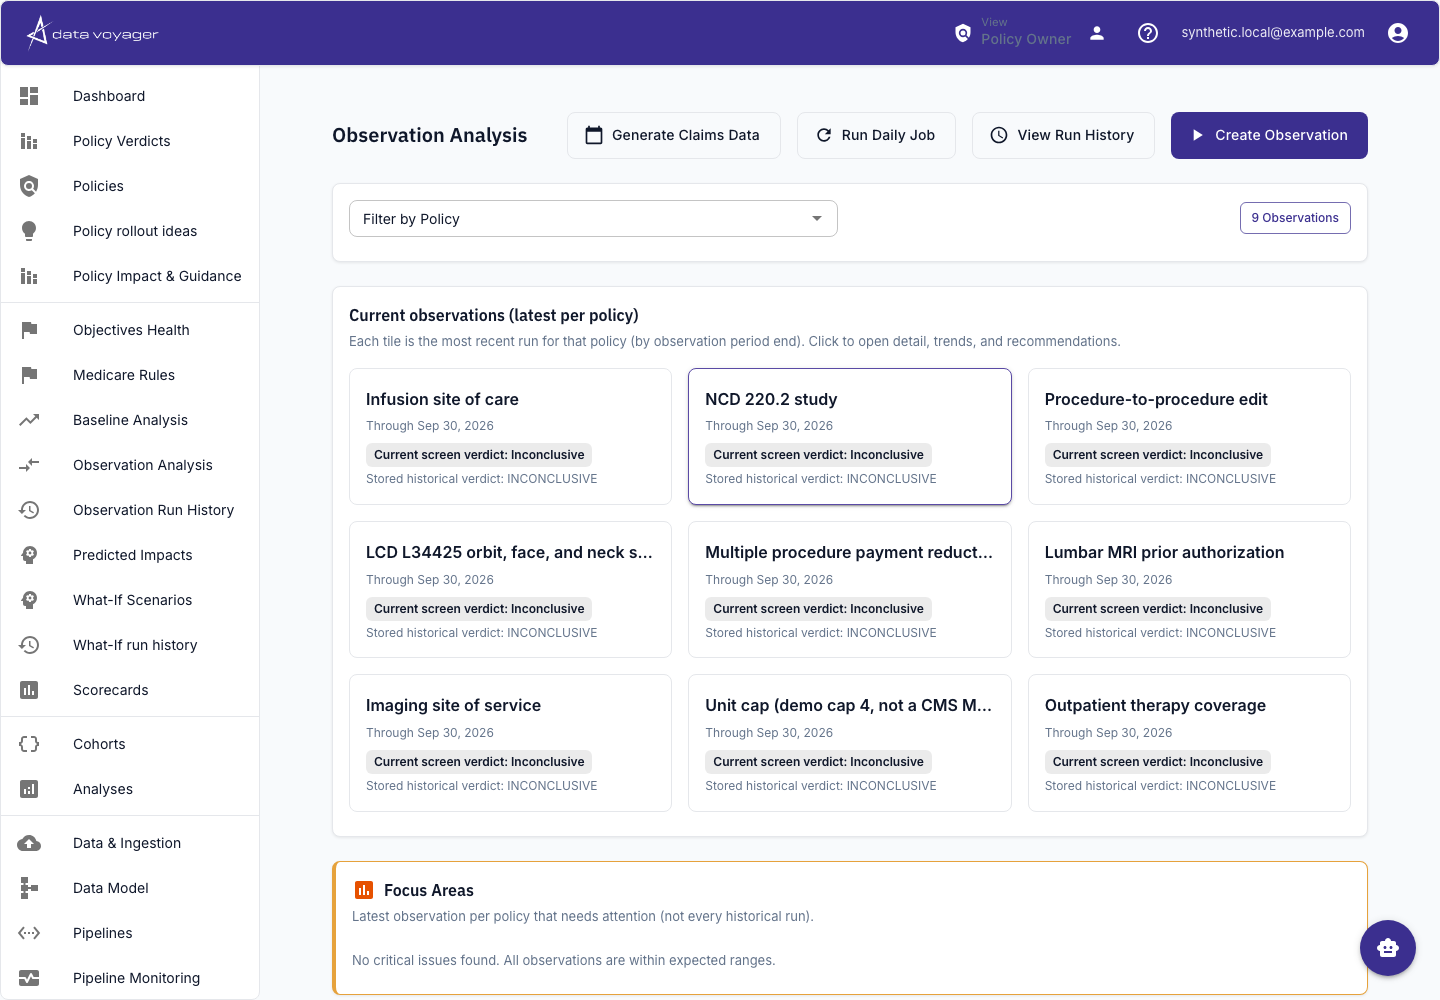 data voyager
View
Policy Owner
synthetic.local@example.com
Dashboard
Policy Verdicts
Policies
Policy rollout ideas
Policy Impact & Guidance
Objectives Health
Medicare Rules
Baseline Analysis
Observation Analysis
Observation Run History
Predicted Impacts
What-If Scenarios
What-If run history
Scorecards
Cohorts
Analyses
Data & Ingestion
Data Model
Pipelines
Pipeline Monitoring
Observation Analysis
Generate Claims Data
Run Daily Job
View Run History
Create Observation
Filter by Policy
9 Observations
Current observations (latest per policy)
Each tile is the most recent run for that policy (by observation period end). Click to open detail, trends, and recommendations.
Infusion site of care
Through Sep 30, 2026
Current screen verdict: Inconclusive
Stored historical verdict: INCONCLUSIVE
NCD 220.2 study
Through Sep 30, 2026
Current screen verdict: Inconclusive
Stored historical verdict: INCONCLUSIVE
Procedure-to-procedure edit
Through Sep 30, 2026
Current screen verdict: Inconclusive
Stored historical verdict: INCONCLUSIVE
LCD L34425 orbit, face, and neck s...
Through Sep 30, 2026
Current screen verdict: Inconclusive
Stored historical verdict: INCONCLUSIVE
Multiple procedure payment reduct...
Through Sep 30, 2026
Current screen verdict: Inconclusive
Stored historical verdict: INCONCLUSIVE
Lumbar MRI prior authorization
Through Sep 30, 2026
Current screen verdict: Inconclusive
Stored historical verdict: INCONCLUSIVE
Imaging site of service
Through Sep 30, 2026
Current screen verdict: Inconclusive
Stored historical verdict: INCONCLUSIVE
Unit cap (demo cap 4, not a CMS M...
Through Sep 30, 2026
Current screen verdict: Inconclusive
Stored historical verdict: INCONCLUSIVE
Outpatient therapy coverage
Through Sep 30, 2026
Current screen verdict: Inconclusive
Stored historical verdict: INCONCLUSIVE
Focus Areas
Latest observation per policy that needs attention (not every historical run).
No critical issues found. All observations are within expected ranges.